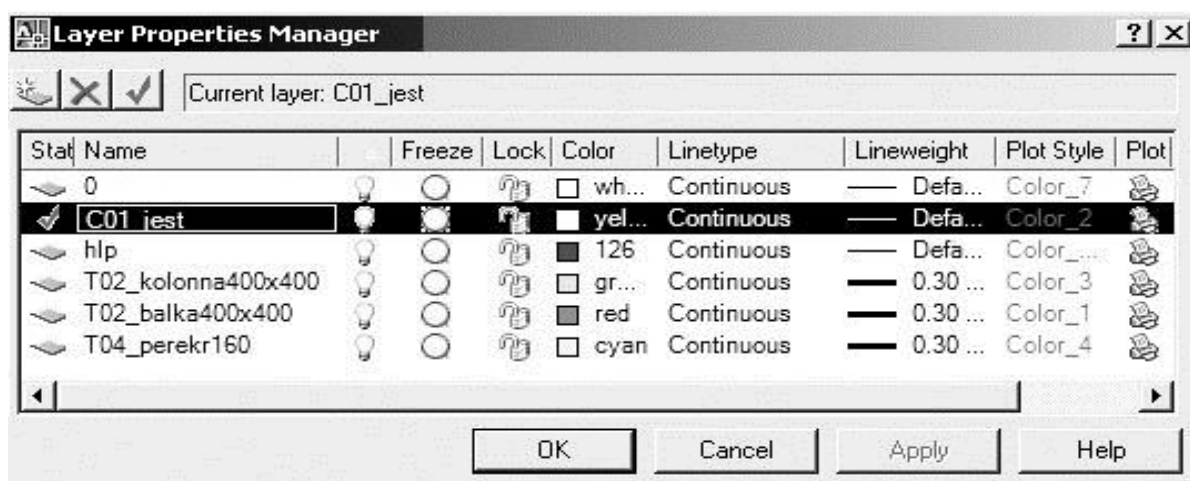 Layer Properties Manager
Current layer: C01_jest
Stat Name Freeze Lock Color Linetype Lineweight Plot Style Plot
0 wh... Continuous Defa... Color_7
C01_jest yel... Continuous Defa... Color_2
hlp 126 Continuous Defa... Color_...
T02_kolonna400x400 gr... Continuous 0.30 ... Color_3
T02_balka400x400 red Continuous 0.30 ... Color_1
T04_perekr160 cyan Continuous 0.30 ... Color_4
OK Cancel Apply Help